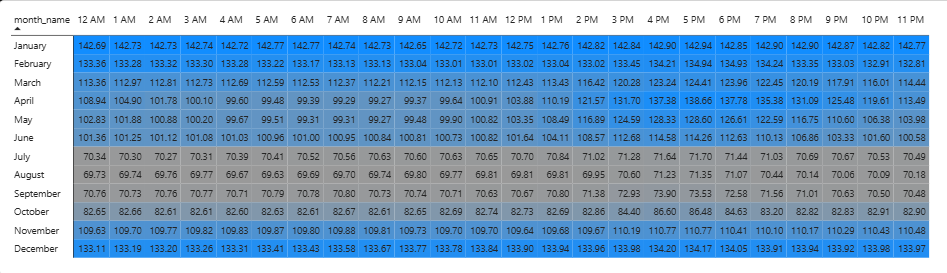 month_name 12 AM 1 AM 2 AM 3 AM 4 AM 5 AM 6 AM 7 AM 8 AM 9 AM 10 AM 11 AM 12 PM 1 PM 2 PM 3 PM 4 PM 5 PM 6 PM 7 PM 8 PM 9 PM 10 PM 11 PM
January 142.69 142.73 142.73 142.74 142.72 142.77 142.77 142.74 142.73 142.65 142.72 142.73 142.75 142.76 142.82 142.84 142.90 142.94 142.85 142.90 142.90 142.87 142.82 142.77
February 133.36 133.28 133.32 133.30 133.28 133.22 133.17 133.13 133.13 133.04 133.01 133.01 133.02 133.04 133.02 133.45 134.21 134.94 134.93 134.24 133.35 133.03 132.91 132.81
March 113.36 112.97 112.81 112.73 112.69 112.59 112.53 112.37 112.21 112.15 112.13 112.10 112.43 113.43 116.42 120.28 123.24 124.41 123.96 122.45 120.19 117.91 116.01 114.44
April 108.94 104.90 101.78 100.10 99.60 99.48 99.39 99.29 99.27 99.37 99.64 100.91 103.88 110.19 121.57 131.70 137.38 138.66 137.78 135.38 131.09 125.48 119.61 113.49
May 102.83 101.88 100.88 100.20 99.67 99.51 99.31 99.31 99.27 99.48 99.90 100.82 103.35 108.49 116.89 124.59 128.33 128.60 126.61 122.59 116.75 110.60 106.38 103.98
June 101.36 101.25 101.12 101.08 101.03 100.96 101.00 100.95 100.84 100.81 100.73 100.82 101.64 104.11 108.57 112.68 114.58 114.26 112.63 110.13 106.86 103.33 101.60 100.58
July 70.34 70.30 70.27 70.31 70.39 70.41 70.52 70.56 70.63 70.60 70.63 70.65 70.70 70.84 71.02 71.28 71.64 71.70 71.44 71.03 70.69 70.67 70.53 70.49
August 69.73 69.74 69.76 69.77 69.67 69.63 69.69 69.70 69.74 69.80 69.77 69.81 69.81 69.81 69.95 70.60 71.23 71.35 71.07 70.44 70.14 70.06 70.09 70.18
September 70.76 70.73 70.76 70.77 70.71 70.79 70.78 70.80 70.73 70.74 70.71 70.63 70.67 70.80 71.38 72.93 73.90 73.53 72.58 71.56 71.01 70.63 70.50 70.48
October 82.65 82.66 82.61 82.61 82.60 82.63 82.61 82.67 82.61 82.65 82.69 82.74 82.73 82.69 82.86 84.40 86.60 86.48 84.63 83.20 82.82 82.83 82.91 82.90
November 109.63 109.70 109.77 109.82 109.83 109.87 109.80 109.88 109.81 109.73 109.70 109.70 109.64 109.68 109.67 110.19 110.77 110.77 110.41 110.10 110.17 110.29 110.43 110.48
December 133.11 133.19 133.20 133.26 133.31 133.41 133.43 133.58 133.67 133.77 133.78 133.84 133.90 133.94 133.96 133.98 134.20 134.17 134.05 133.91 133.94 133.92 133.98 133.97